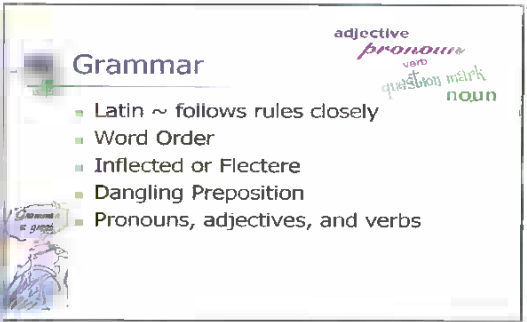 adjective
pronoun
verb
question mark
noun
Grammar
Latin ~ follows rules closely
Word Order
Inflected or Flectere
Dangling Preposition
Pronouns, adjectives, and verbs